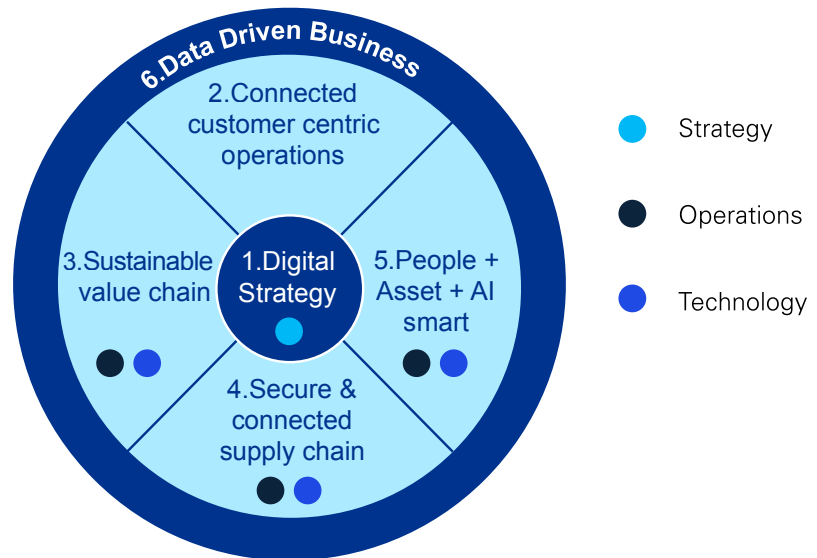 6.Data Driven Business
2.Connected
customer centric
operations
3.Sustainable
value chain
1.Digital
Strategy
5.People +
Asset + AI
smart
4.Secure &
connected
supply chain
Strategy
Operations
Technology